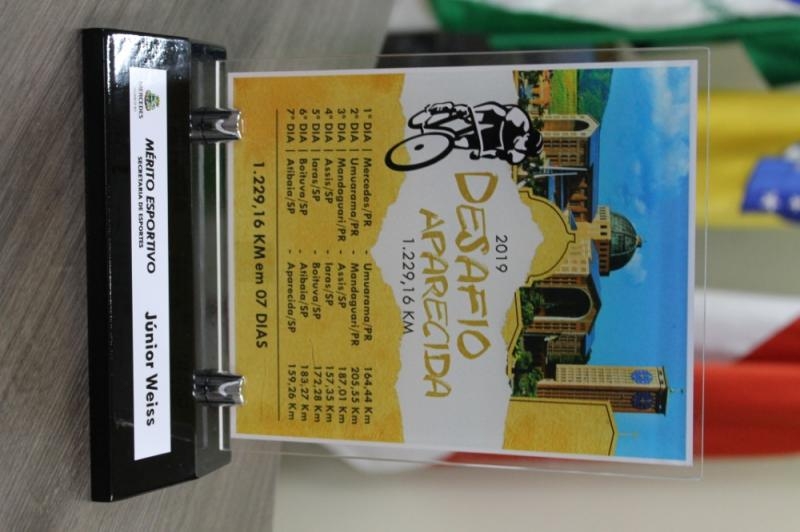 2019
DESAFIO
APARECIDA
1.229,16 KM
1º DIA | Mercedes/PR - Umuarama/PR 164,44 Km
2º DIA | Umuarama/PR - Mandaguari/PR 205,55 Km
3º DIA | Mandaguari/PR - Assis/SP 187,01 Km
4º DIA | Assis/SP - Iaras/SP 157,35 Km
5º DIA | Iaras/SP - Boituva/SP 172,28 Km
6º DIA | Boituva/SP - Atibaia/SP 183,27 Km
7º DIA | Atibaia/SP - Aparecida/SP 159,26 Km
1.229,16 KM em 07 DIAS
MERCEDES
MÉRITO ESPORTIVO
SECRETARIA DE ESPORTES
Júnior Weiss